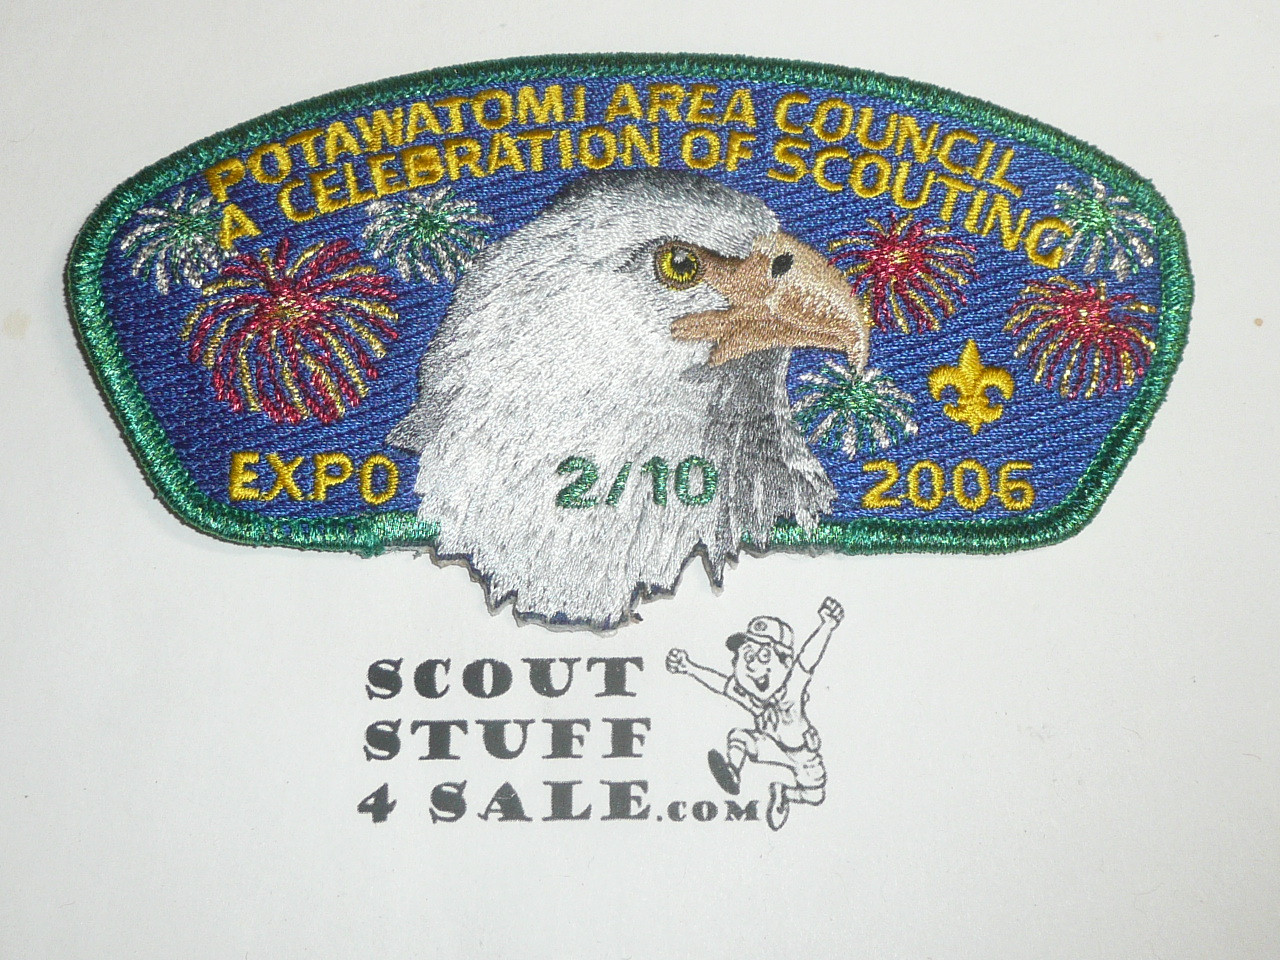 POTAWATOMI AREA COUNCIL
A CELEBRATION OF SCOUTING
EXPO 2/10 2006
SCOUT
STUFF
4 SALE.COM